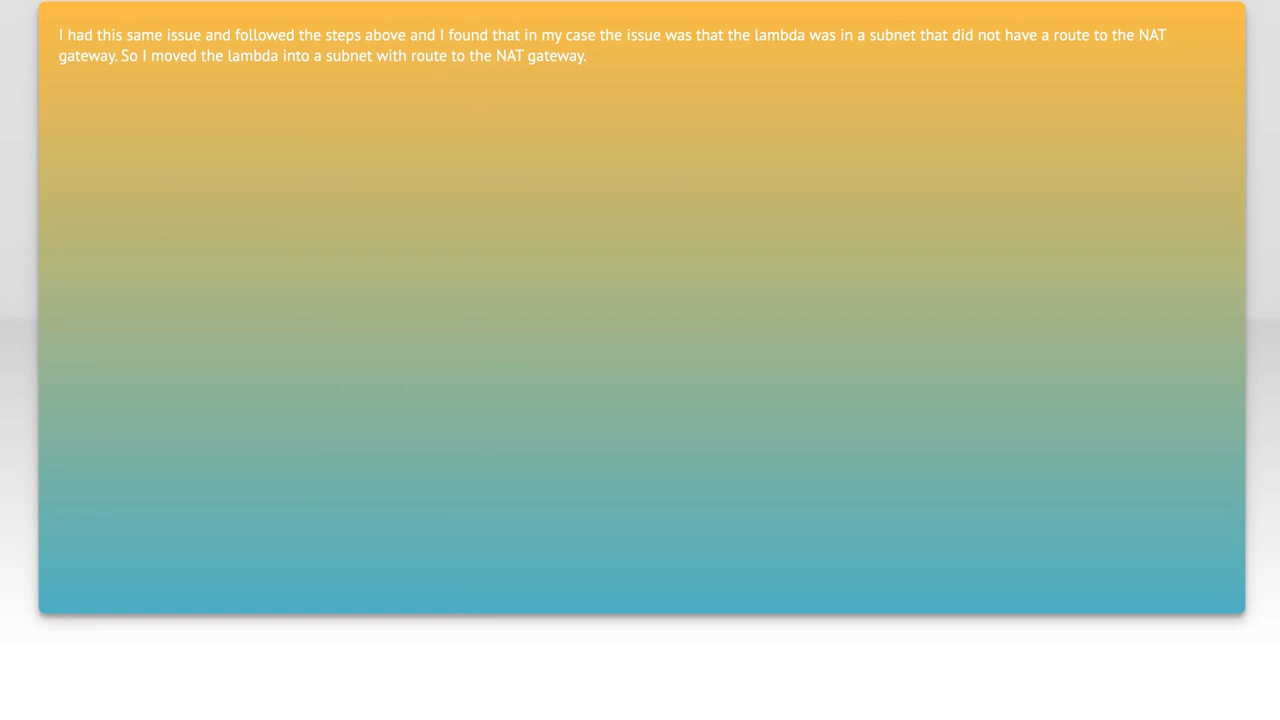 I had this same issue and followed the steps above and I found that in my case the issue was that the lambda was in a subnet that did not have a route to the NAT
gateway. So I moved the lambda into a subnet with route to the NAT gateway.